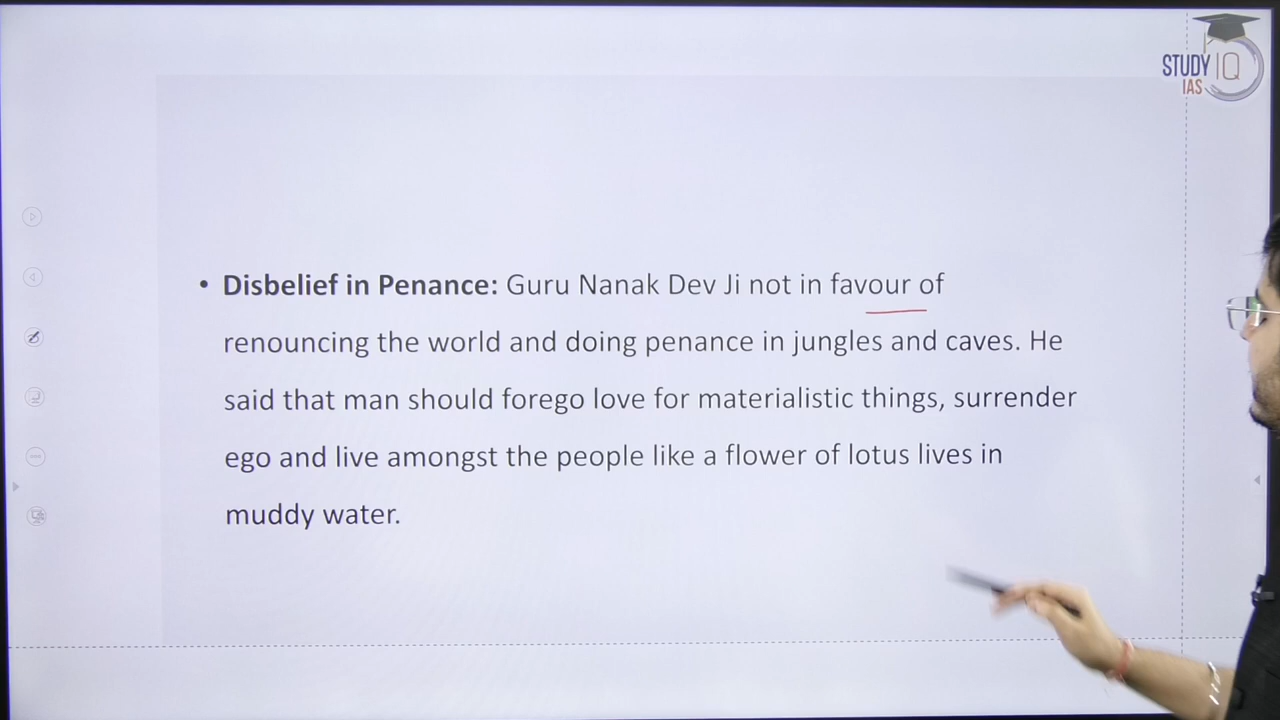 STUDY IQ
IAS
• Disbelief in Penance: Guru Nanak Dev Ji not in favour of
renouncing the world and doing penance in jungles and caves. He
said that man should forego love for materialistic things, surrender
ego and live amongst the people like a flower of lotus lives in
muddy water.